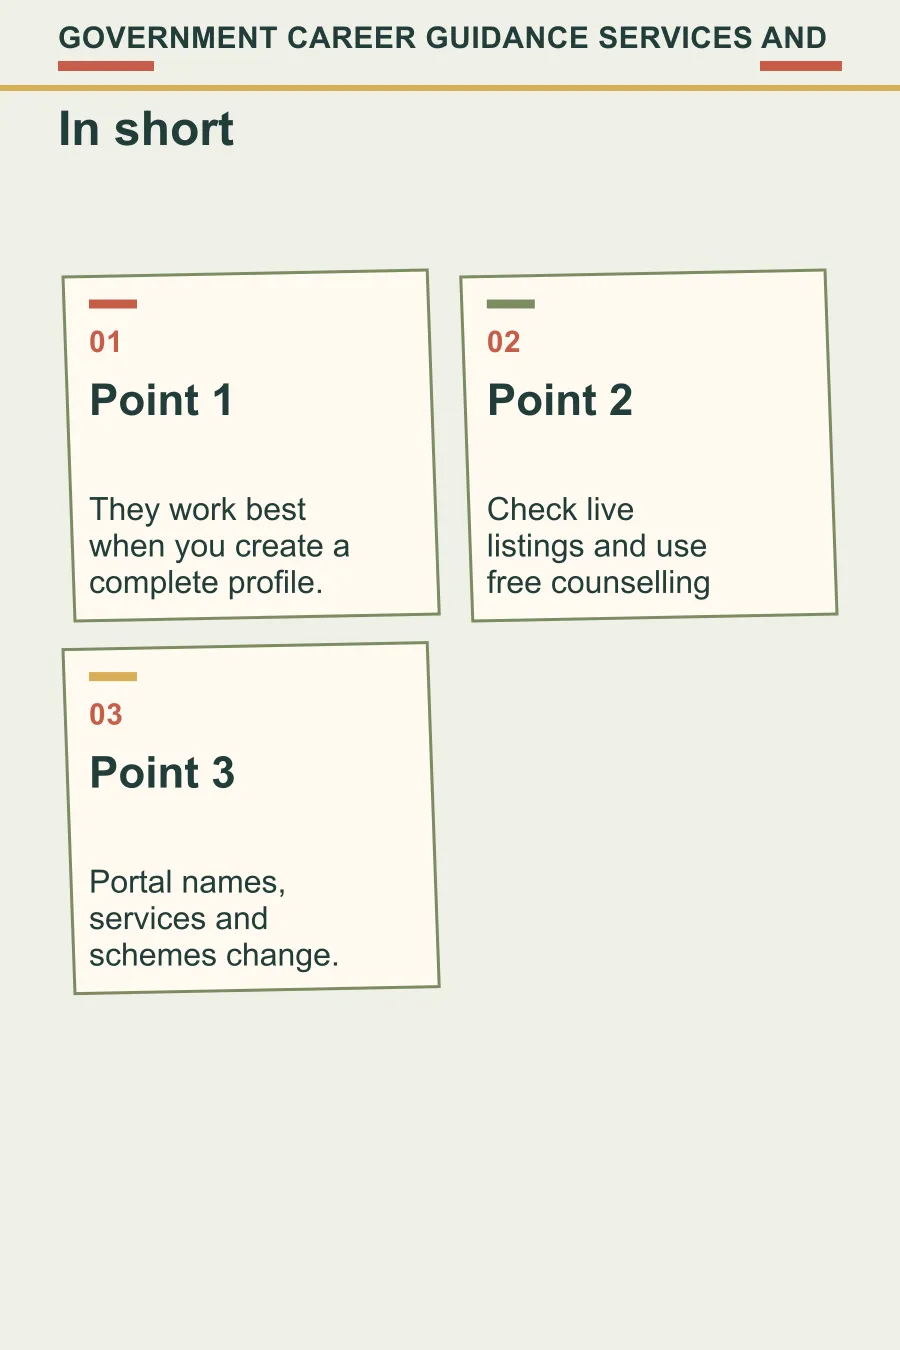 GOVERNMENT CAREER GUIDANCE SERVICES AND
In short
01
Point 1
They work best
when you create a
complete profile.
02
Point 2
Check live
listings and use
free counselling
03
Point 3
Portal names,
services and
schemes change.